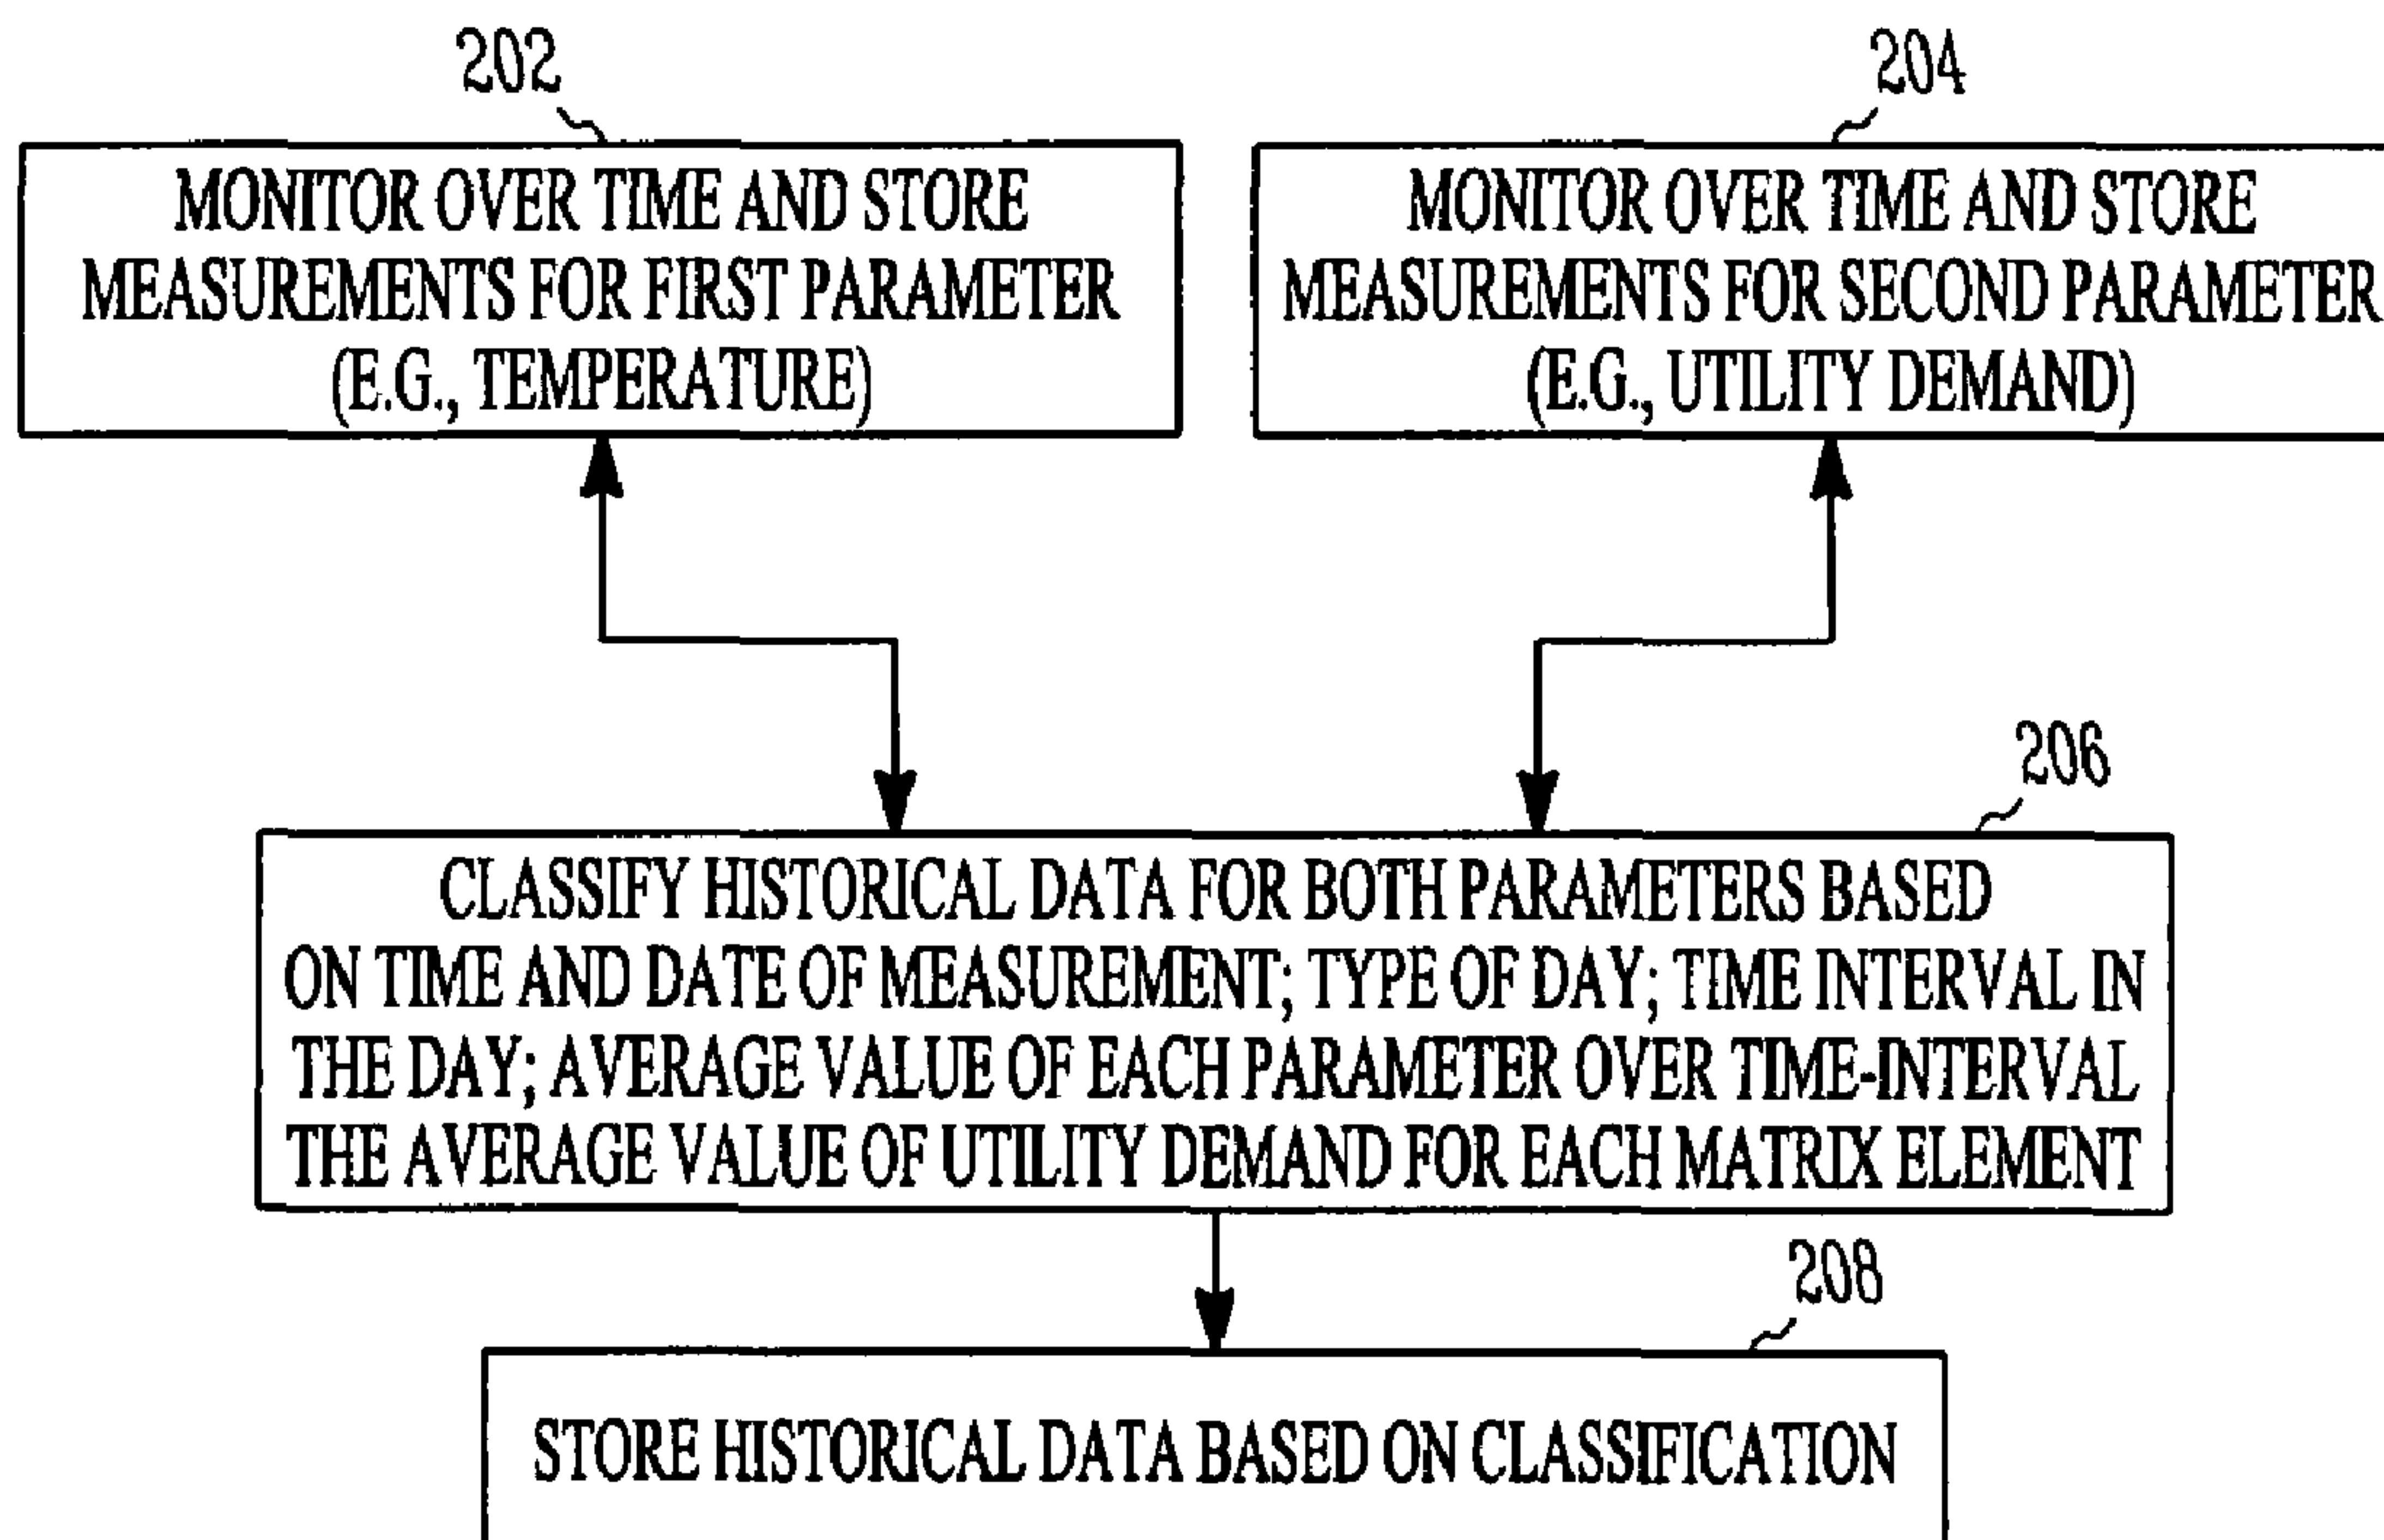 202
MONITOR OVER TIME AND STORE
MEASUREMENTS FOR FIRST PARAMETER
(E.G., TEMPERATURE)
204
MONITOR OVER TIME AND STORE
MEASUREMENTS FOR SECOND PARAMETER
(E.G., UTILITY DEMAND)
206
CLASSIFY HISTORICAL DATA FOR BOTH PARAMETERS BASED
ON TIME AND DATE OF MEASUREMENT; TYPE OF DAY; TIME INTERVAL IN
THE DAY; AVERAGE VALUE OF EACH PARAMETER OVER TIME-INTERVAL
THE AVERAGE VALUE OF UTILITY DEMAND FOR EACH MATRIX ELEMENT
208
STORE HISTORICAL DATA BASED ON CLASSIFICATION